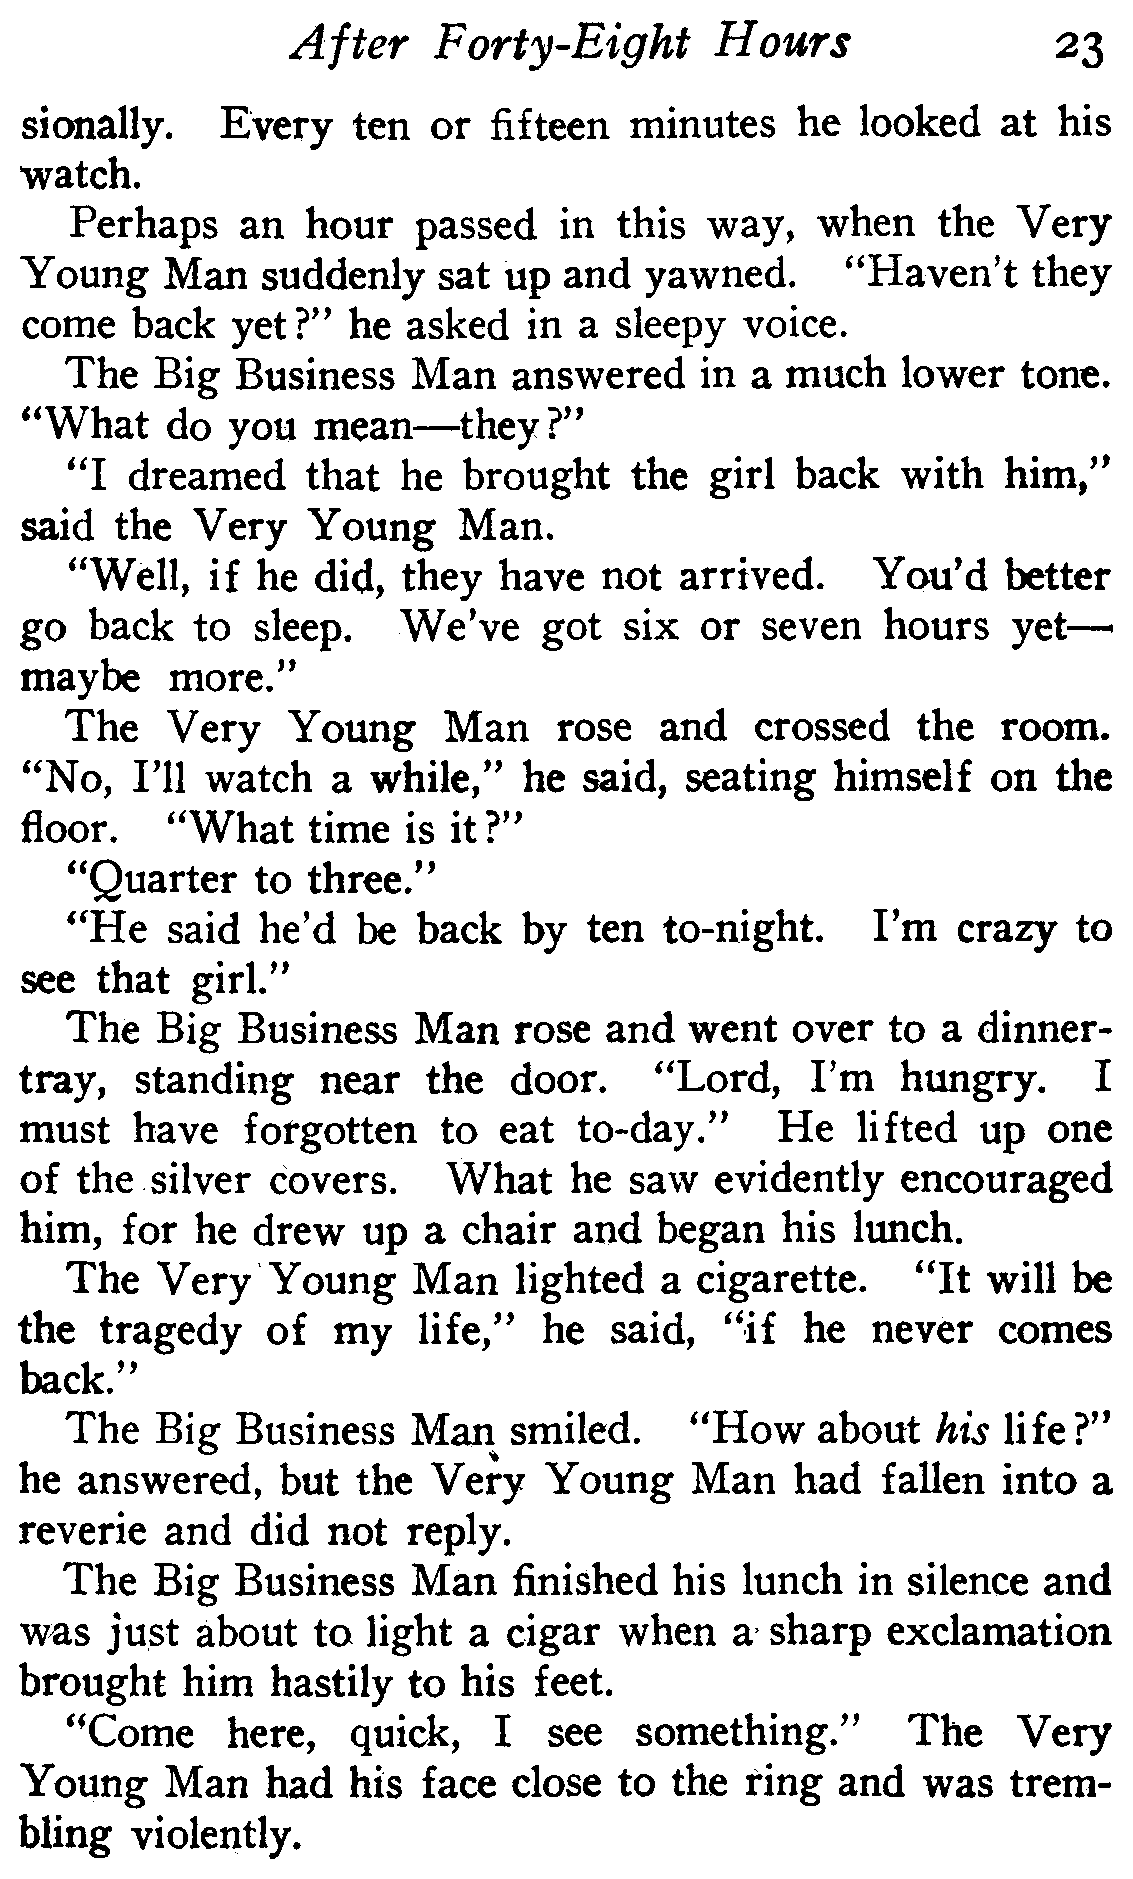 After Forty-Eight Hours 23
sionally. Every ten or fifteen minutes he looked at his
watch.
Perhaps an hour passed in this way, when the Very
Young Man suddenly sat up and yawned. "Haven't they
come back yet?" he asked in a sleepy voice.
The Big Business Man answered in a much lower tone.
"What do you mean—they?"
"I dreamed that he brought the girl back with him,"
said the Very Young Man.
"Well, if he did, they have not arrived. You'd better
go back to sleep. We've got six or seven hours yet—
maybe more."
The Very Young Man rose and crossed the room.
"No, I'll watch a while," he said, seating himself on the
floor. "What time is it?"
"Quarter to three."
"He said he'd be back by ten to-night. I'm crazy to
see that girl."
The Big Business Man rose and went over to a dinner-
tray, standing near the door. "Lord, I'm hungry. I
must have forgotten to eat to-day." He lifted up one
of the silver covers. What he saw evidently encouraged
him, for he drew up a chair and began his lunch.
The Very Young Man lighted a cigarette. "It will be
the tragedy of my life," he said, "if he never comes
back."
The Big Business Man smiled. "How about his life?"
he answered, but the Very Young Man had fallen into a
reverie and did not reply.
The Big Business Man finished his lunch in silence and
was just about to light a cigar when a sharp exclamation
brought him hastily to his feet.
"Come here, quick, I see something." The Very
Young Man had his face close to the ring and was trem-
bling violently.